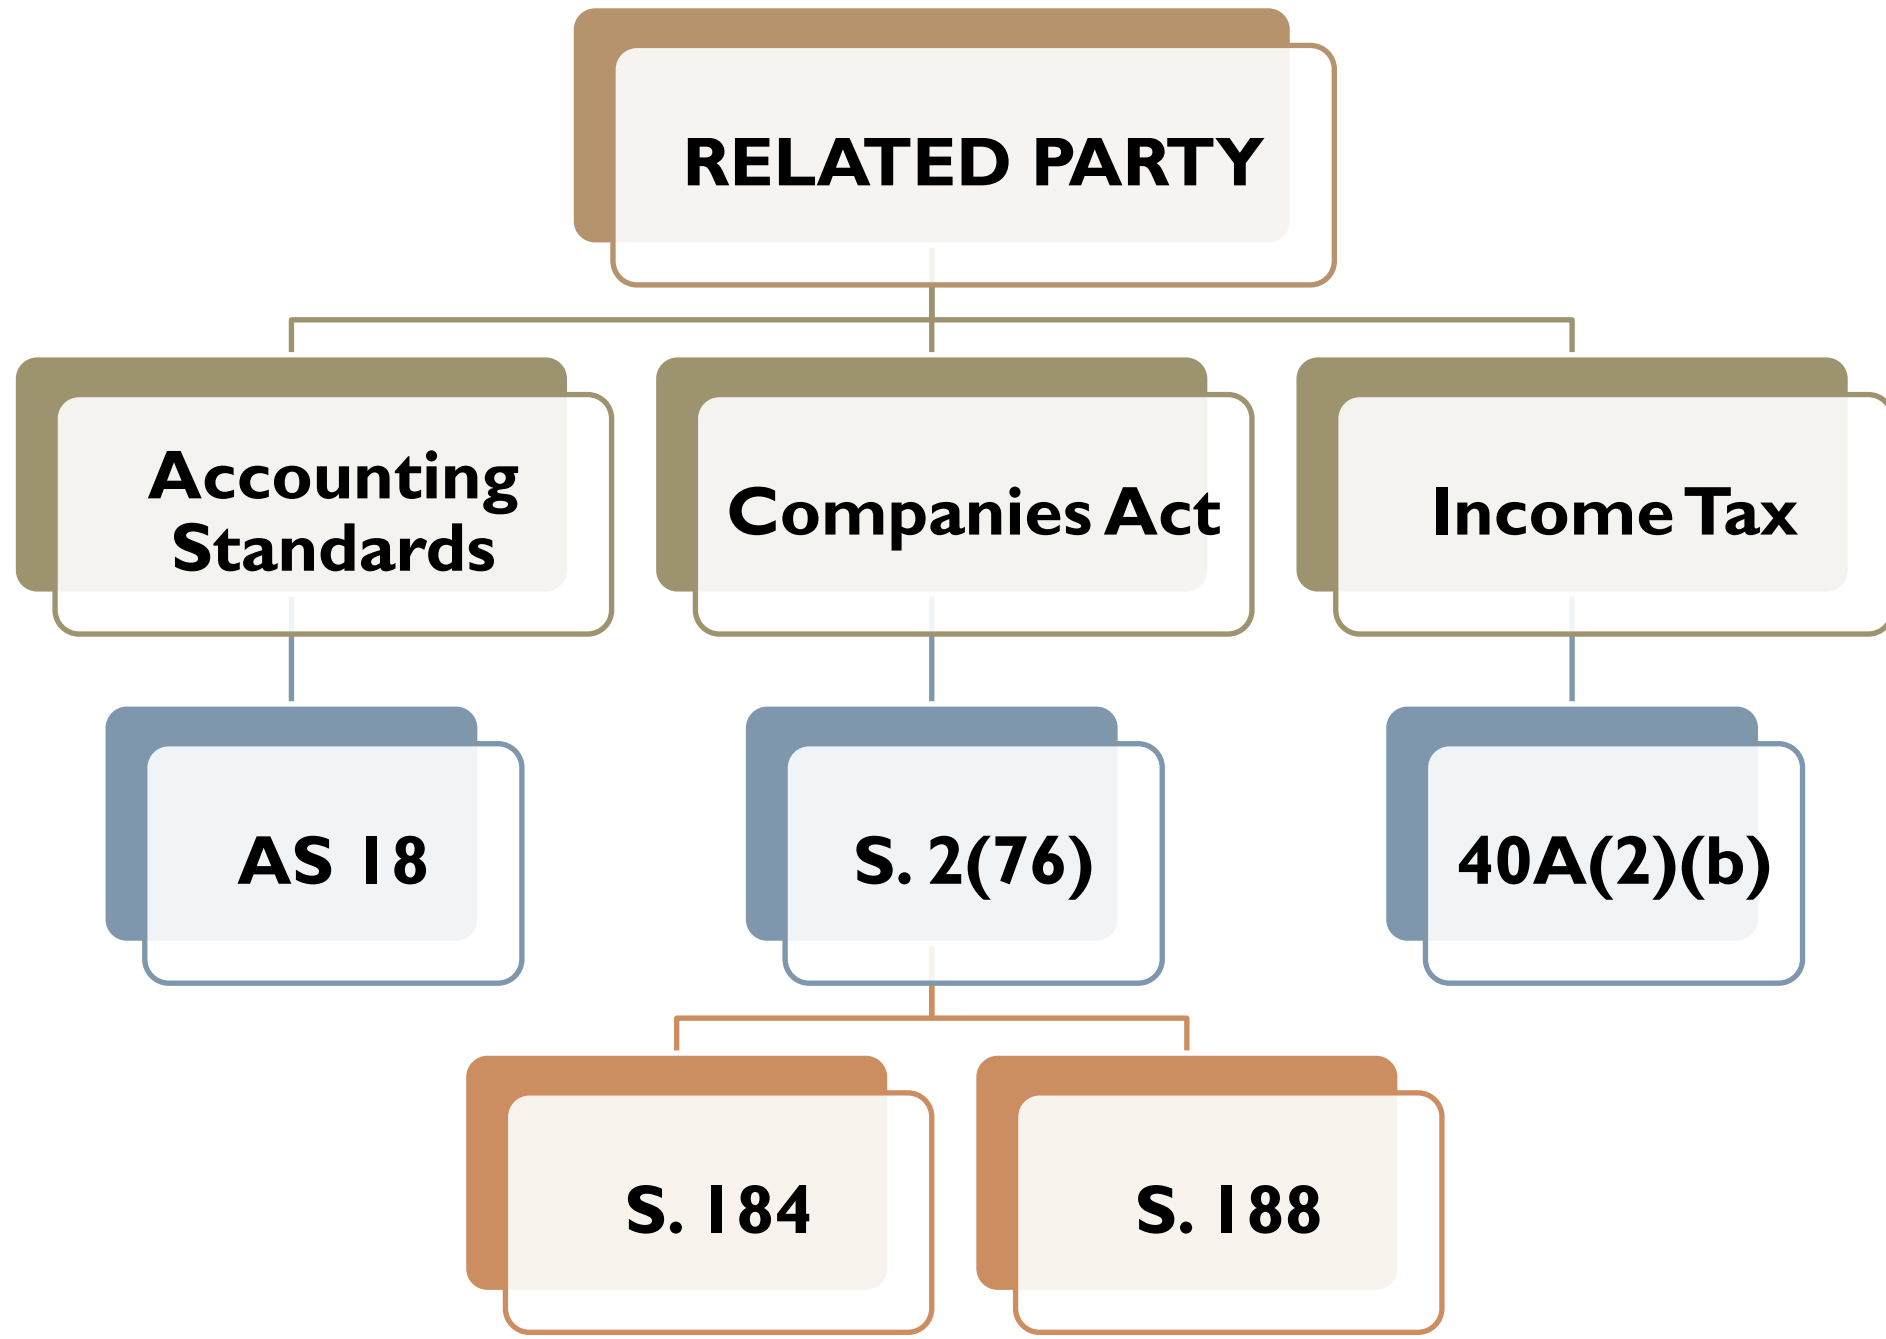 RELATED PARTY
Accounting
Standards
Companies Act
Income Tax
AS 18
S. 2(76)
40A(2)(b)
S. 184
S. 188